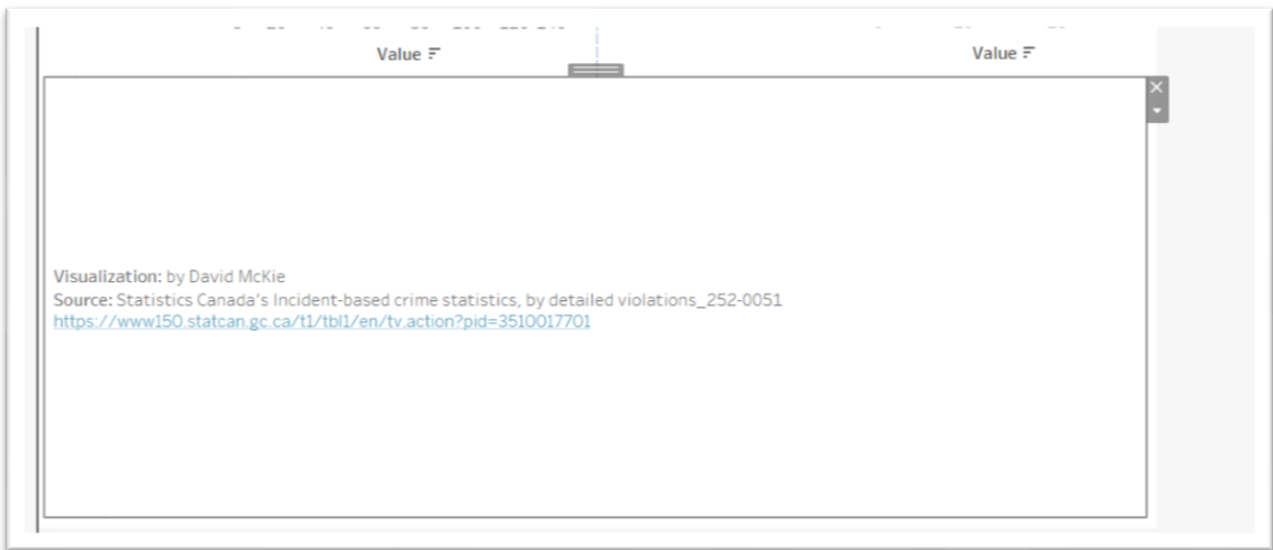 Value Value
Visualization: by David McKie
Source: Statistics Canada's Incident-based crime statistics, by detailed violations_252-0051
https://www150.statcan.gc.ca/t1/tbl1/en/tv.action?pid=3510017701